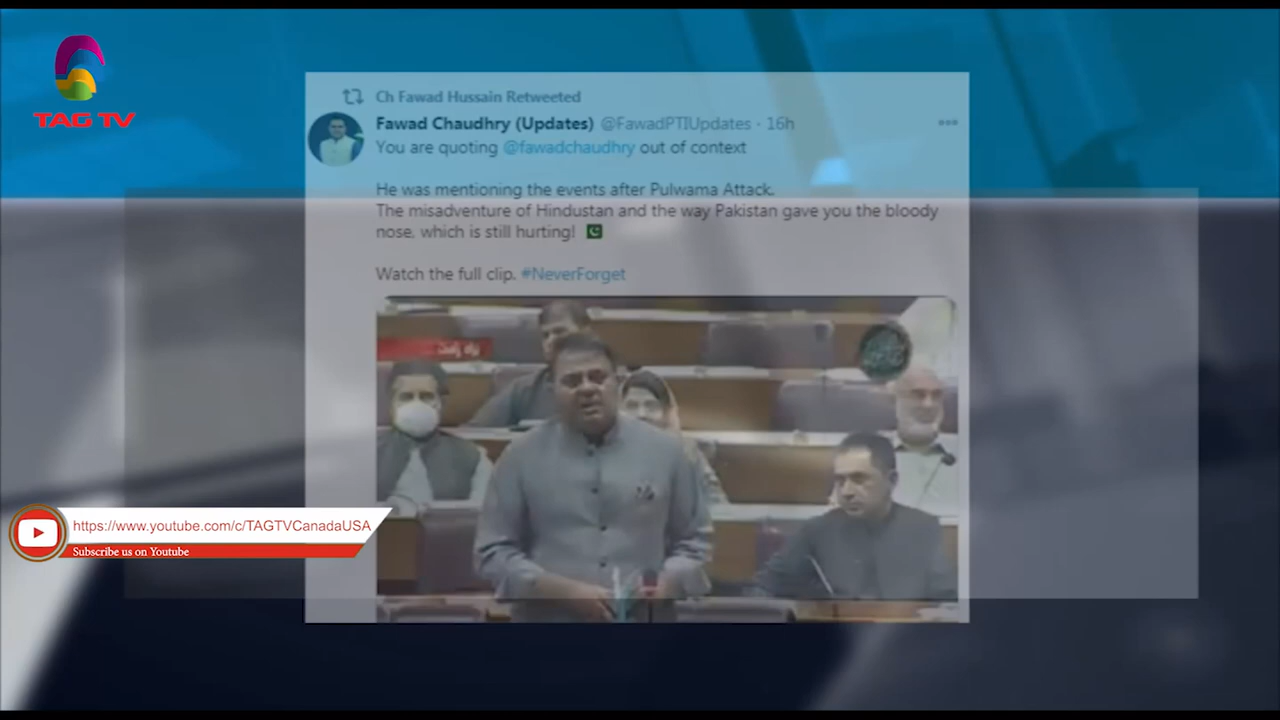 TAG TV
Ch Fawad Hussain Retweeted
Fawad Chaudhry (Updates) @FawadPTIUpdates · 16h
You are quoting @fawadchaudhry out of context
He was mentioning the events after Pulwama Attack.
The misadventure of Hindustan and the way Pakistan gave you the bloody
nose, which is still hurting! 🇵🇰
Watch the full clip. #NeverForget
https://www.youtube.com/c/TAGTVCanadaUSA
Subscribe us on Youtube